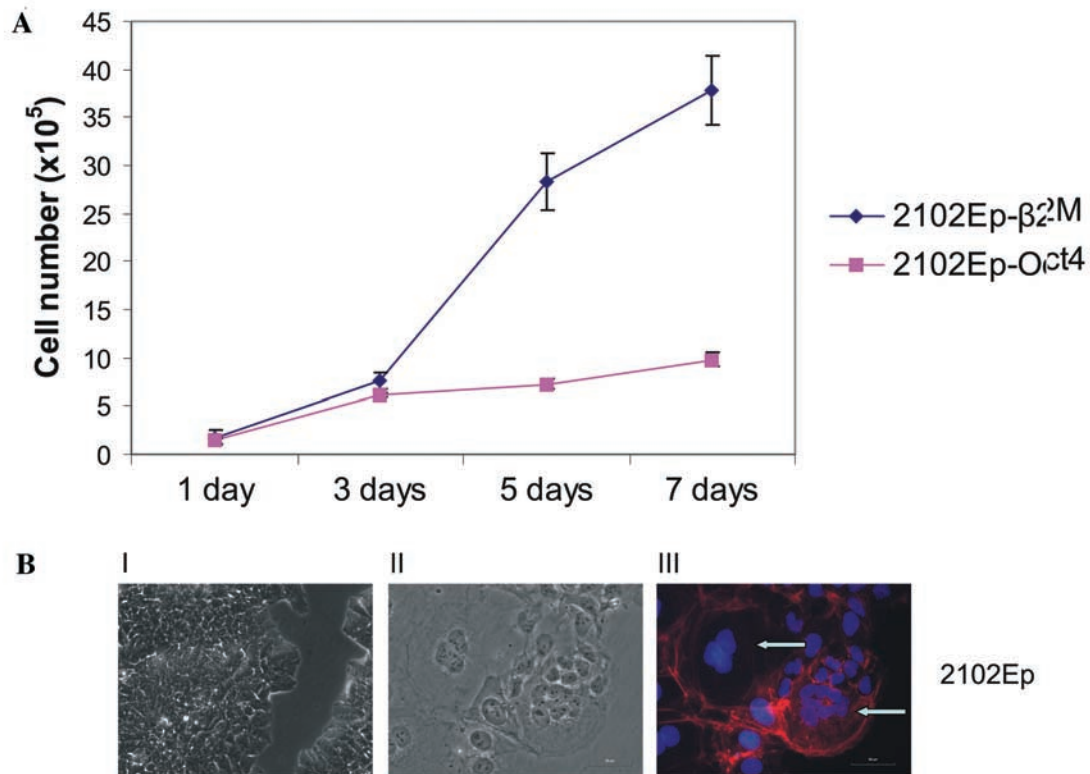 A
45
40
35
30
25
20
15
10
5
0
Cell number (x10⁵)
1 day
3 days
5 days
7 days
2102Ep-β2M
2102Ep-Oct4
B
I
II
III
2102Ep